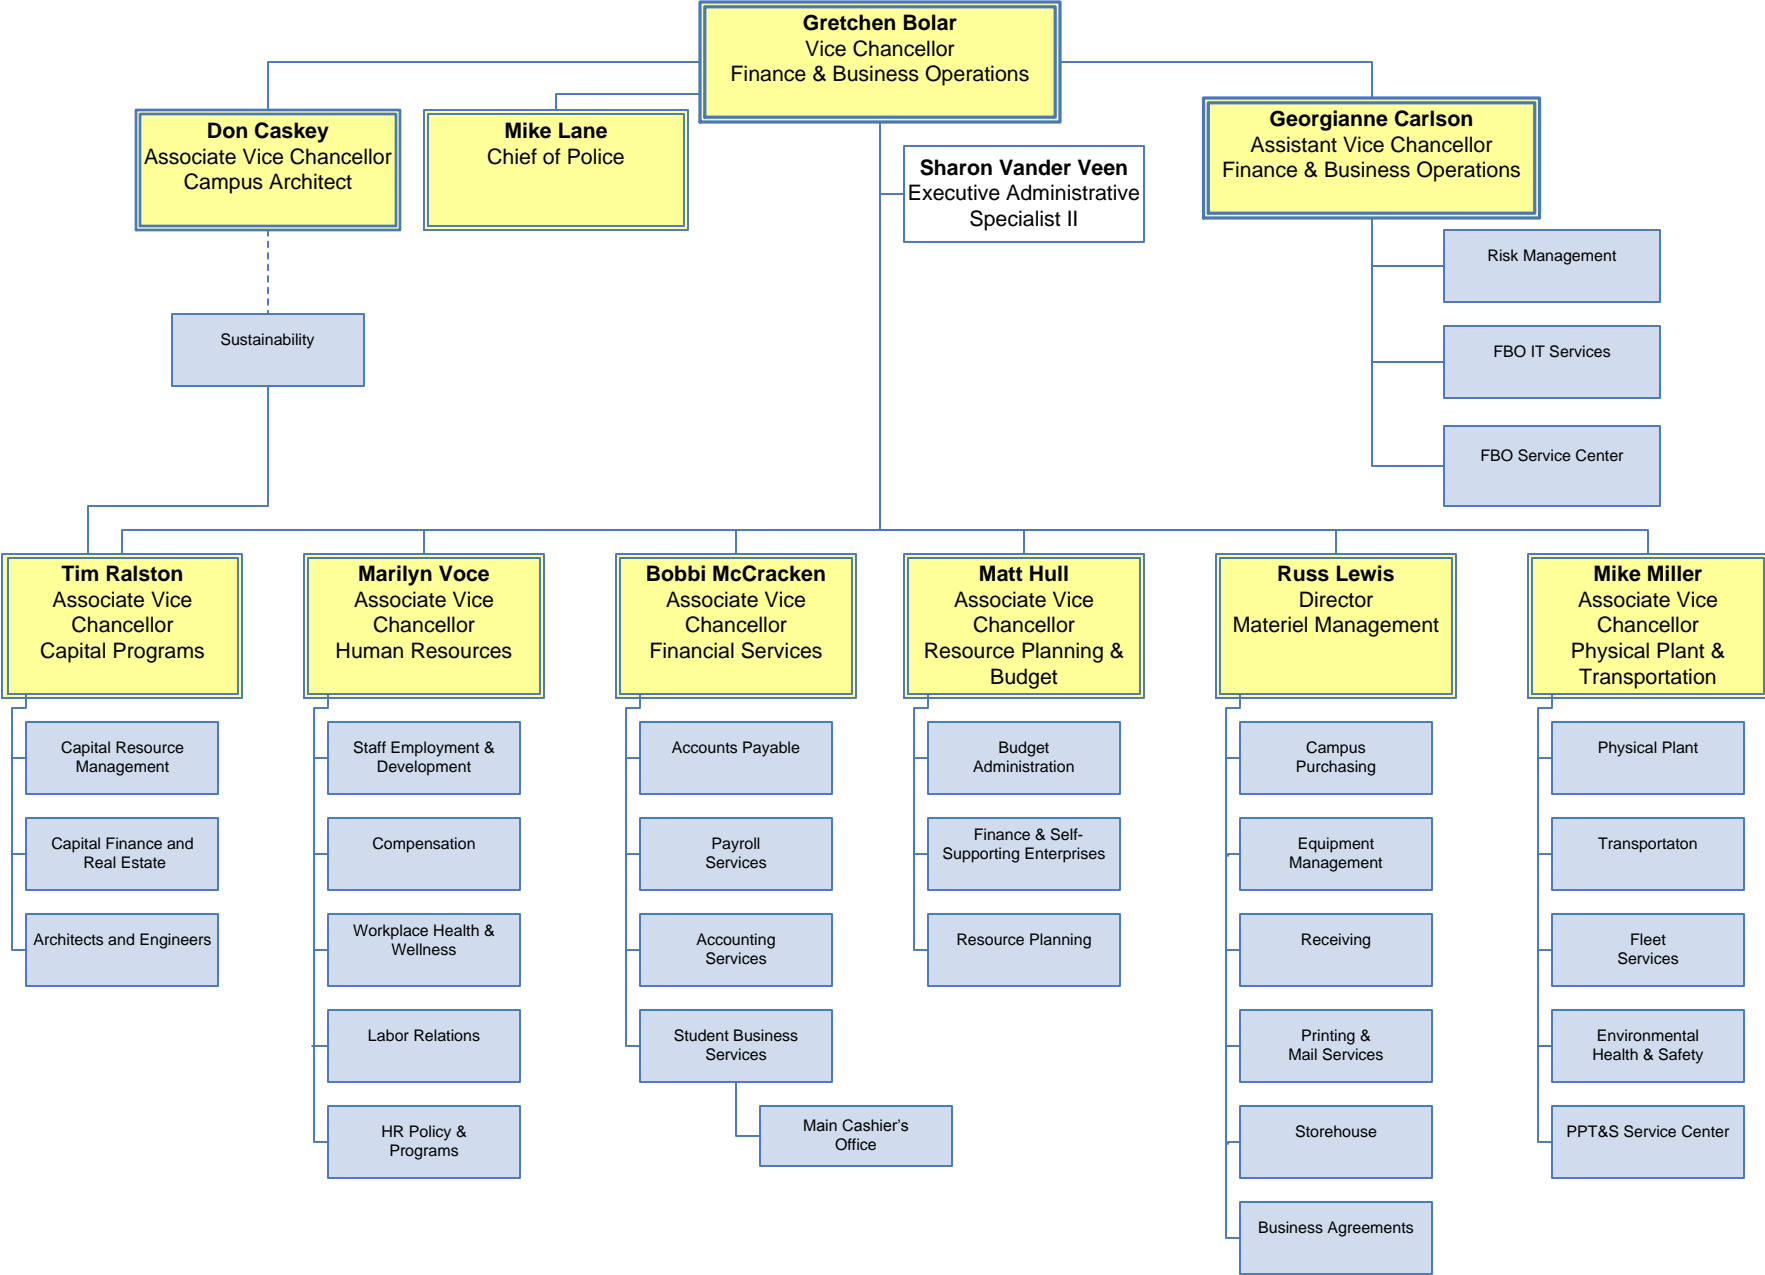 Gretchen Bolar
Vice Chancellor
Finance & Business Operations
Don Caskey
Associate Vice Chancellor
Campus Architect
Mike Lane
Chief of Police
Sharon Vander Veen
Executive Administrative
Specialist II
Georgianne Carlson
Assistant Vice Chancellor
Finance & Business Operations
Risk Management
FBO IT Services
FBO Service Center
Sustainability
Tim Ralston
Associate Vice
Chancellor
Capital Programs
Capital Resource
Management
Capital Finance and
Real Estate
Architects and Engineers
Marilyn Voce
Associate Vice
Chancellor
Human Resources
Staff Employment &
Development
Compensation
Workplace Health &
Wellness
Labor Relations
HR Policy &
Programs
Bobbi McCracken
Associate Vice
Chancellor
Financial Services
Accounts Payable
Payroll
Services
Accounting
Services
Student Business
Services
Main Cashier's
Office
Matt Hull
Associate Vice
Chancellor
Resource Planning &
Budget
Budget
Administration
Finance & Self-
Supporting Enterprises
Resource Planning
Russ Lewis
Director
Materiel Management
Campus
Purchasing
Equipment
Management
Receiving
Printing &
Mail Services
Storehouse
Business Agreements
Mike Miller
Associate Vice
Chancellor
Physical Plant &
Transportation
Physical Plant
Transportaton
Fleet
Services
Environmental
Health & Safety
PPT&S Service Center